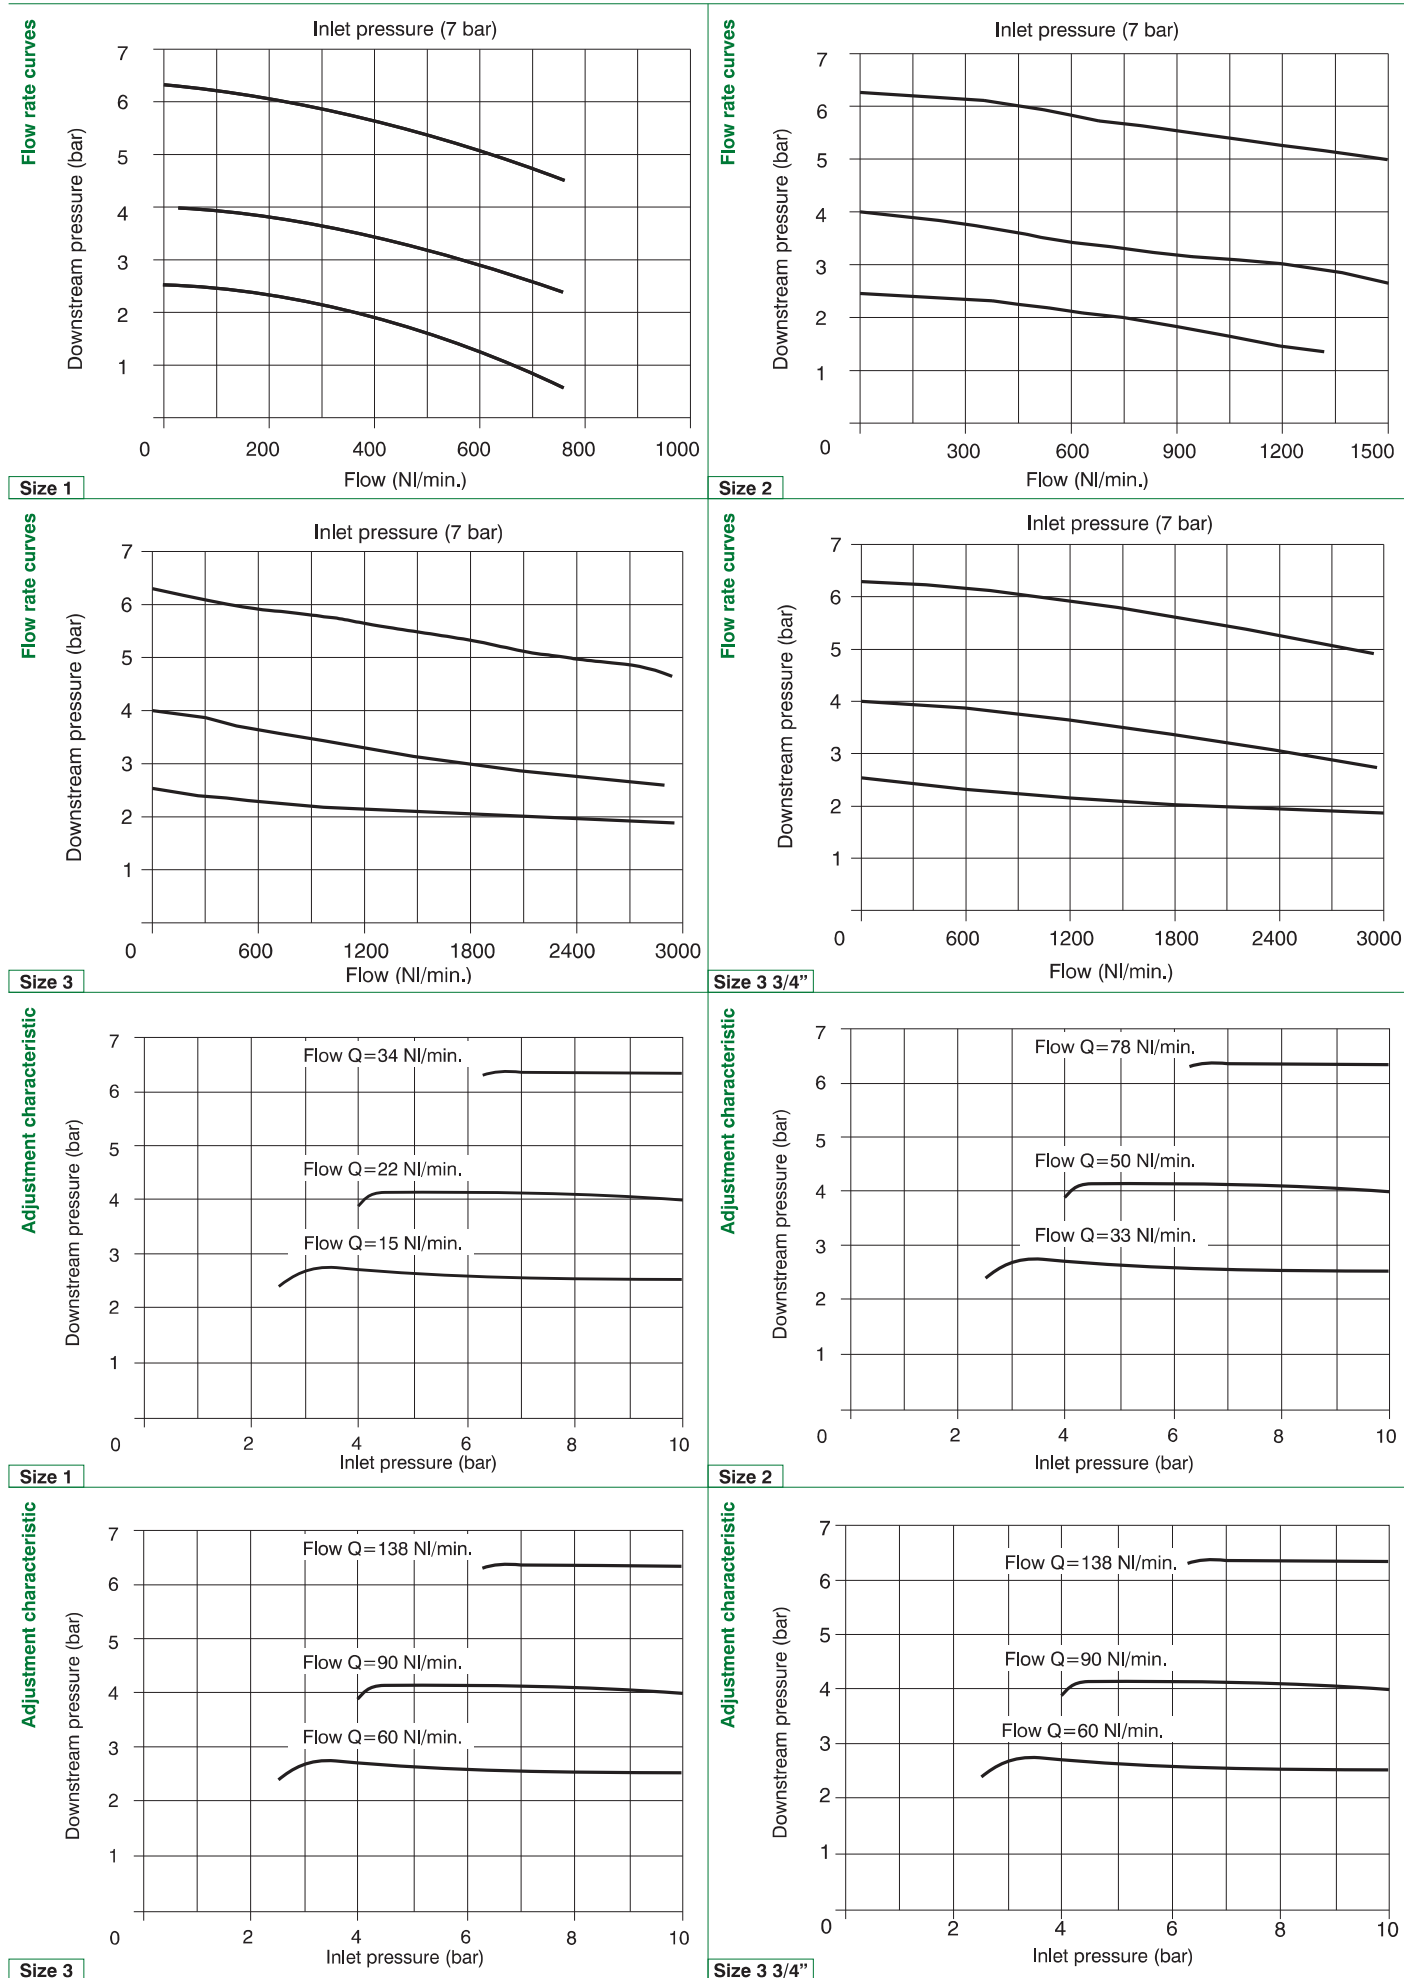 Flow rate curves
Inlet pressure (7 bar)
Downstream pressure (bar)
7
6
5
4
3
2
1
0 200 400 600 800 1000
Flow (Nl/min.)
Size 1
Flow rate curves
Inlet pressure (7 bar)
Downstream pressure (bar)
7
6
5
4
3
2
1
0 300 600 900 1200 1500
Flow (Nl/min.)
Size 2
Flow rate curves
Inlet pressure (7 bar)
Downstream pressure (bar)
7
6
5
4
3
2
1
0 600 1200 1800 2400 3000
Flow (Nl/min.)
Size 3
Flow rate curves
Inlet pressure (7 bar)
Downstream pressure (bar)
7
6
5
4
3
2
1
0 600 1200 1800 2400 3000
Flow (Nl/min.)
Size 3 3/4”
Adjustment characteristic
Downstream pressure (bar)
7
Flow Q=34 Nl/min.
6
5
Flow Q=22 Nl/min.
4
Flow Q=15 Nl/min.
3
2
1
0 2 4 6 8 10
Inlet pressure (bar)
Size 1
Adjustment characteristic
Downstream pressure (bar)
7
Flow Q=78 Nl/min.
6
5
Flow Q=50 Nl/min.
4
Flow Q=33 Nl/min.
3
2
1
0 2 4 6 8 10
Inlet pressure (bar)
Size 2
Adjustment characteristic
Downstream pressure (bar)
7
Flow Q=138 Nl/min.
6
5
Flow Q=90 Nl/min.
4
Flow Q=60 Nl/min.
3
2
1
0 2 4 6 8 10
Inlet pressure (bar)
Size 3
Adjustment characteristic
Downstream pressure (bar)
7
Flow Q=138 Nl/min.
6
5
Flow Q=90 Nl/min.
4
Flow Q=60 Nl/min.
3
2
1
0 2 4 6 8 10
Inlet pressure (bar)
Size 3 3/4”